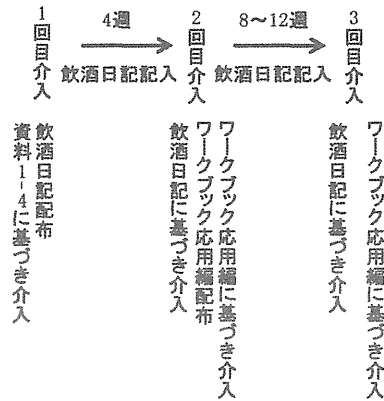 1回目介入
4週
飲酒日記記入
2回目介入
8〜12週
飲酒日記記入
3回目介入
飲酒日記配布
資料1-4に基づき介入
ワークブック応用編に基づき介入
ワークブック応用編配布
飲酒日記に基づき介入
ワークブック応用編に基づき介入
飲酒日記に基づき介入